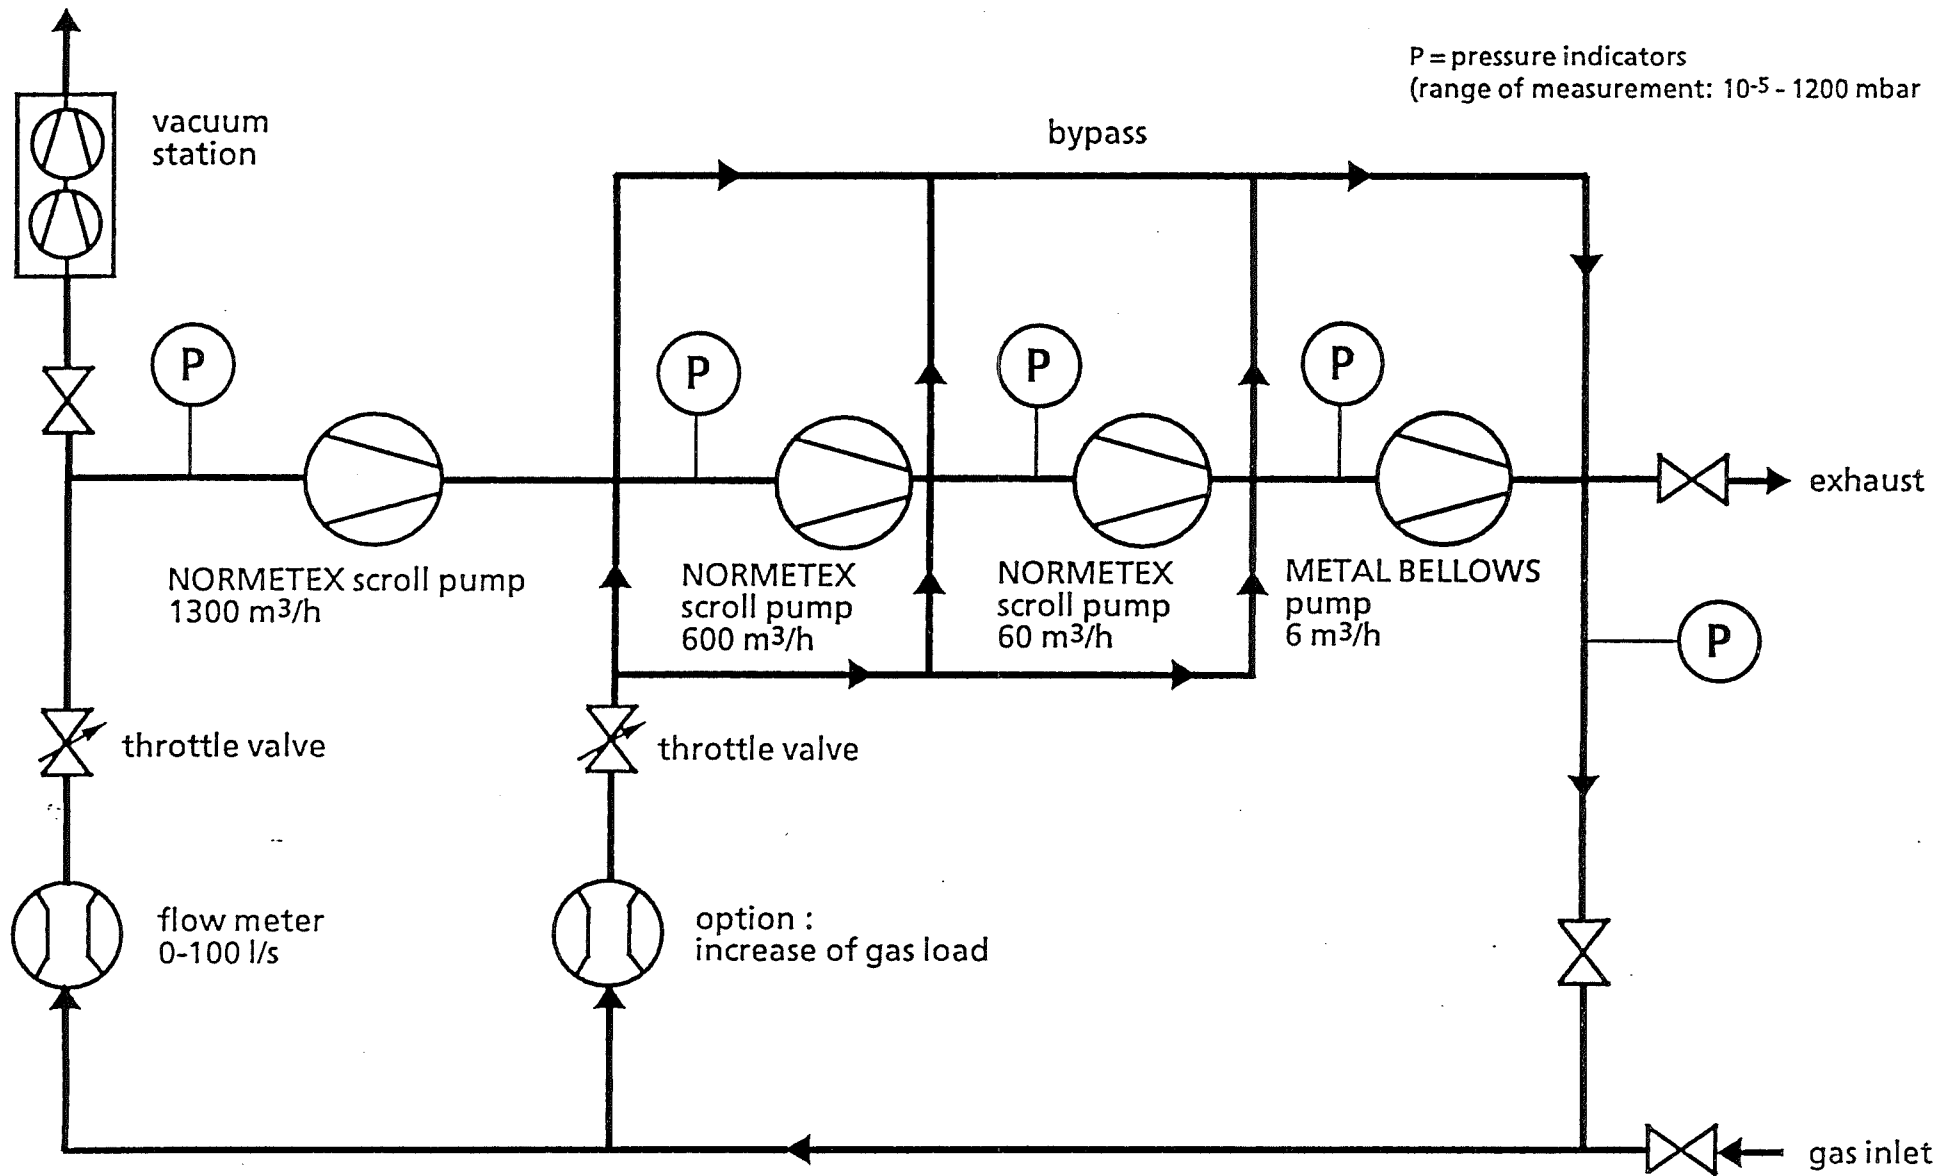 P = pressure indicators
(range of measurement: 10-5 - 1200 mbar
vacuum
station
bypass
P
P
P
P
exhaust
NORMETEX scroll pump
1300 m3/h
NORMETEX
scroll pump
600 m3/h
NORMETEX
scroll pump
60 m3/h
METAL BELLOWS
pump
6 m3/h
P
throttle valve
throttle valve
flow meter
0-100 l/s
option :
increase of gas load
gas inlet